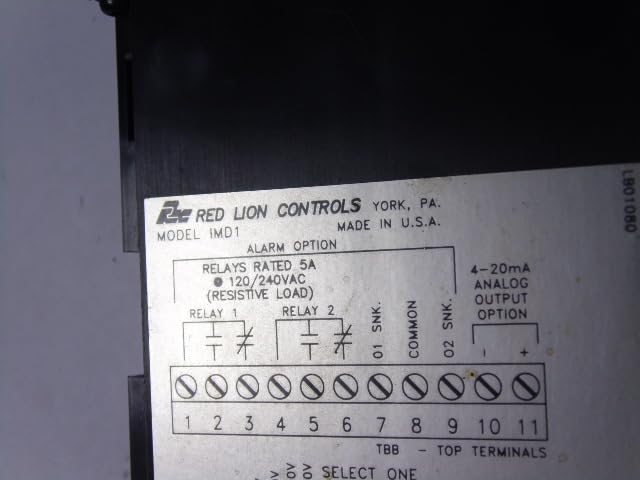 RED LION CONTROLS YORK, PA.
MODEL IMD1 MADE IN U.S.A.
ALARM OPTION
RELAYS RATED 5A
@ 120/240VAC
(RESISTIVE LOAD)
RELAY 1 RELAY 2
O1 SNK.
COMMON
O2 SNK.
4-20mA
ANALOG
OUTPUT
OPTION
- +
1 2 3 4 5 6 7 8 9 10 11
TBB - TOP TERMINALS
SELECT ONE
LB01080